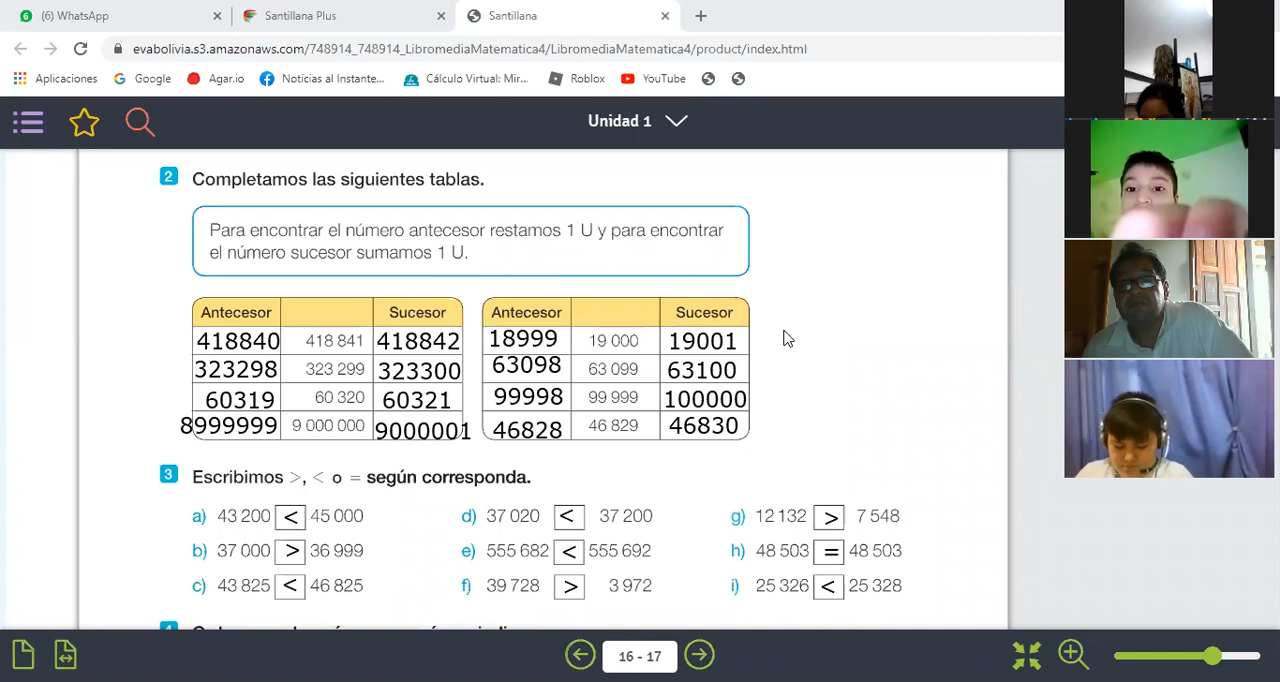 6 (6) WhatsApp
Santillana Plus
Santillana
evabolivia.s3.amazonaws.com/748914_748914_LibromediaMatematica4/LibromediaMatematica4/product/index.html
Aplicaciones Google Agar.io Noticias al Instante... Cálculo Virtual: Mir... Roblox YouTube
Unidad 1
2 Completamos las siguientes tablas.
Para encontrar el número antecesor restamos 1 U y para encontrar
el número sucesor sumamos 1 U.
Antecesor Sucesor Antecesor Sucesor
418840 418 841 418842 18999 19 000 19001
323298 323 299 323300 63098 63 099 63100
60319 60 320 60321 99998 99 999 100000
8999999 9 000 000 9000001 46828 46 829 46830
3 Escribimos >, < o = según corresponda.
a) 43 200 < 45 000 d) 37 020 < 37 200 g) 12 132 > 7 548
b) 37 000 > 36 999 e) 555 682 < 555 692 h) 48 503 = 48 503
c) 43 825 < 46 825 f) 39 728 > 3 972 i) 25 326 < 25 328
16 - 17